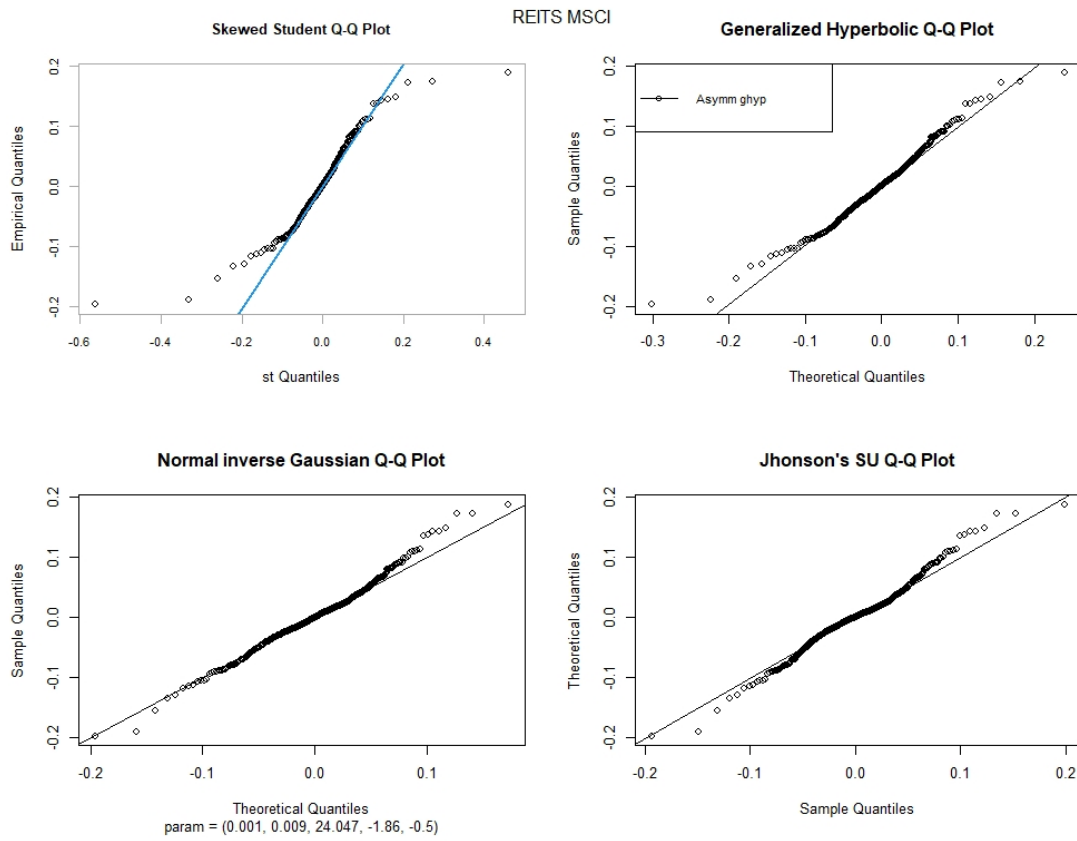 REITS MSCI
Skewed Student Q-Q Plot
Empirical Quantiles
0.2
0.1
0.0
-0.1
-0.2
-0.6 -0.4 -0.2 0.0 0.2 0.4
st Quantiles
Generalized Hyperbolic Q-Q Plot
Asymm ghyp
Sample Quantiles
0.2
0.1
0.0
-0.1
-0.2
-0.3 -0.2 -0.1 0.0 0.1 0.2
Theoretical Quantiles
Normal inverse Gaussian Q-Q Plot
Sample Quantiles
0.2
0.1
0.0
-0.1
-0.2
-0.2 -0.1 0.0 0.1
Theoretical Quantiles
param = (0.001, 0.009, 24.047, -1.86, -0.5)
Jhonson's SU Q-Q Plot
Theoretical Quantiles
0.2
0.1
0.0
-0.1
-0.2
-0.2 -0.1 0.0 0.1 0.2
Sample Quantiles